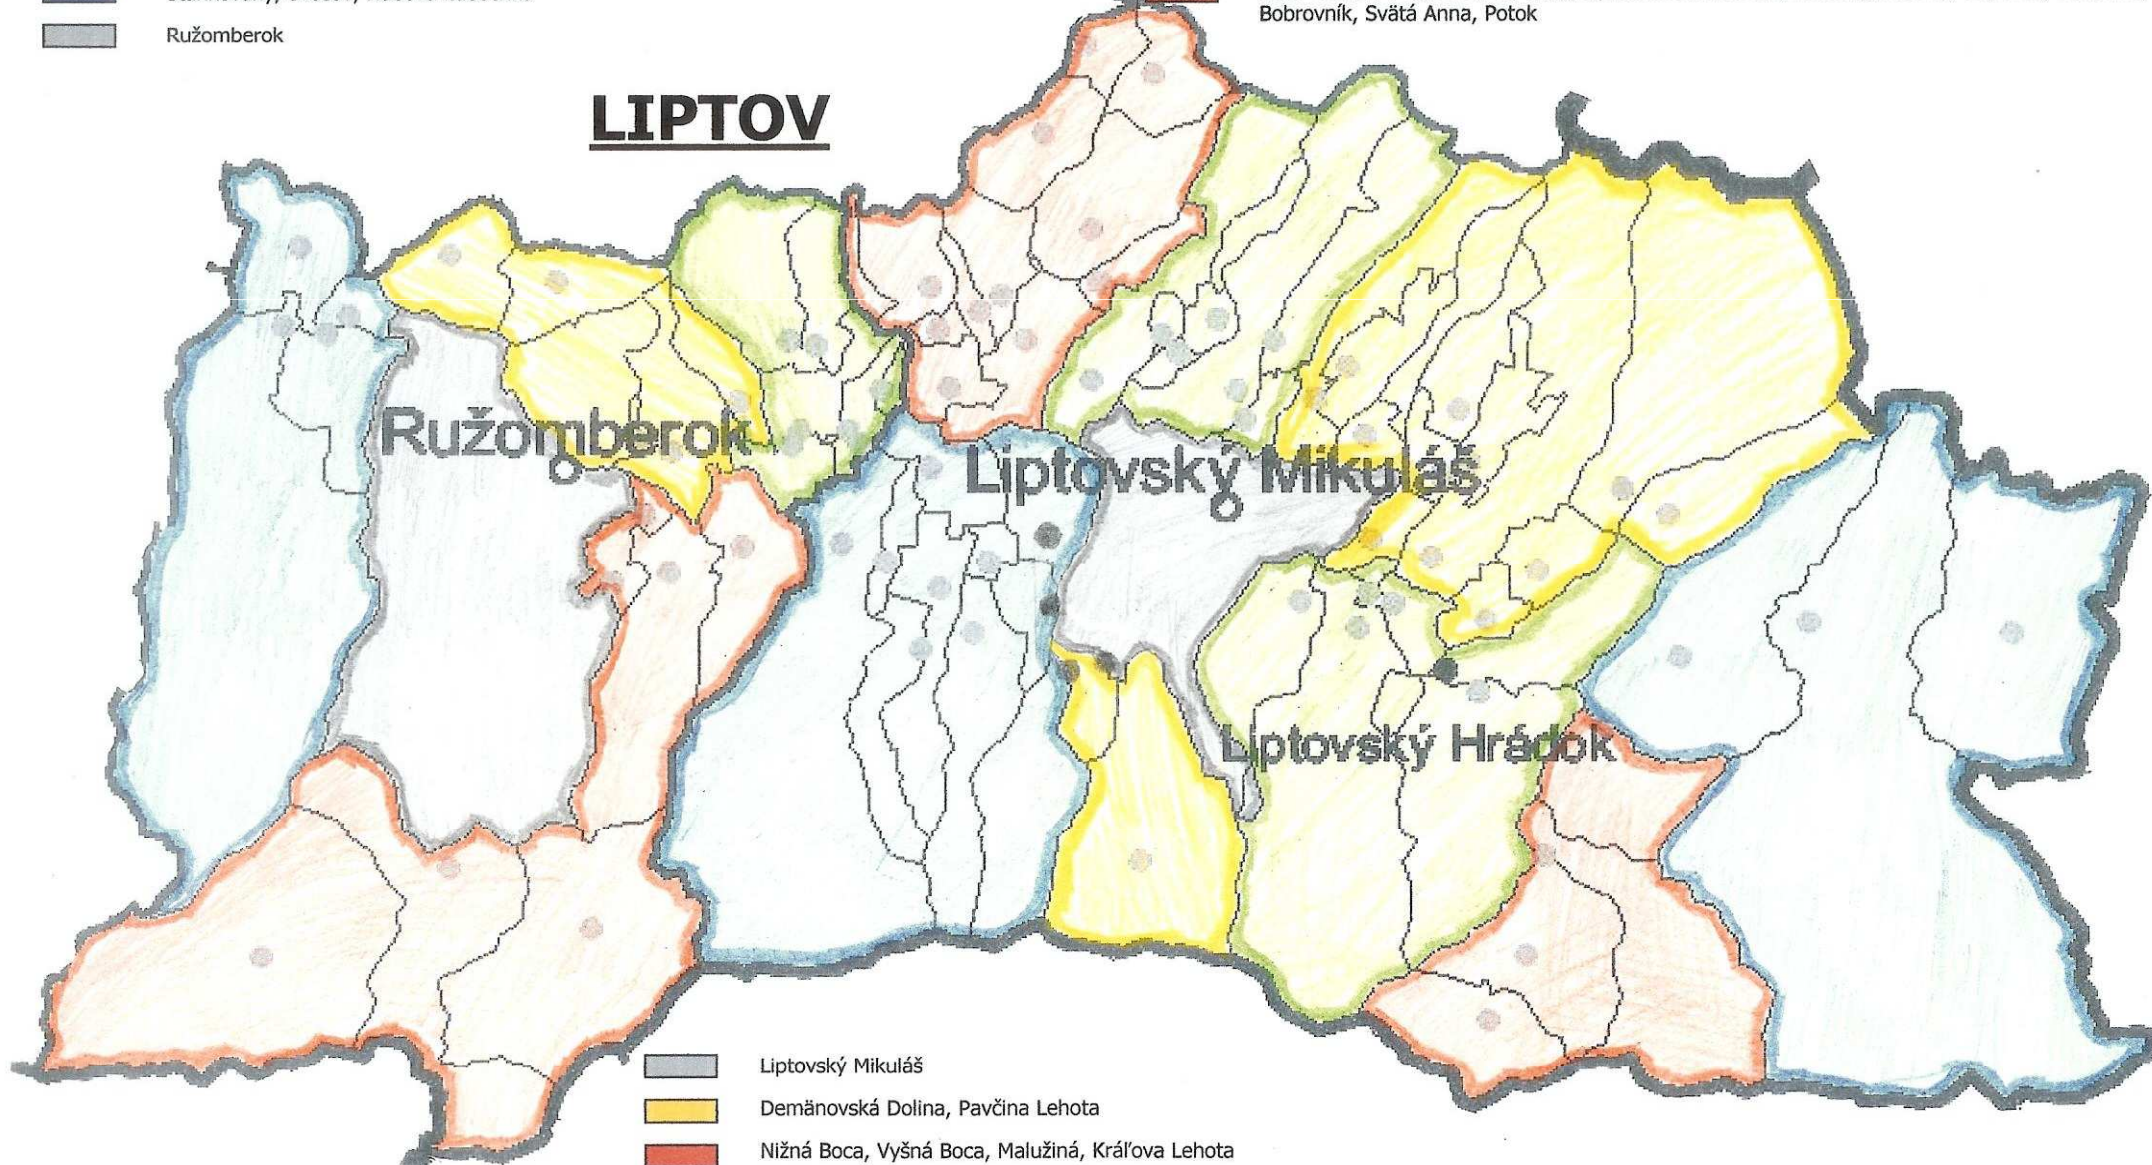 Ružomberok
Bobrovník, Svätá Anna, Potok
LIPTOV
Ružomberok
Liptovský Mikuláš
Liptovský Hrádok
Liptovský Mikuláš
Demänovská Dolina, Pavčina Lehota
Nižná Boca, Vyšná Boca, Malužiná, Kráľova Lehota